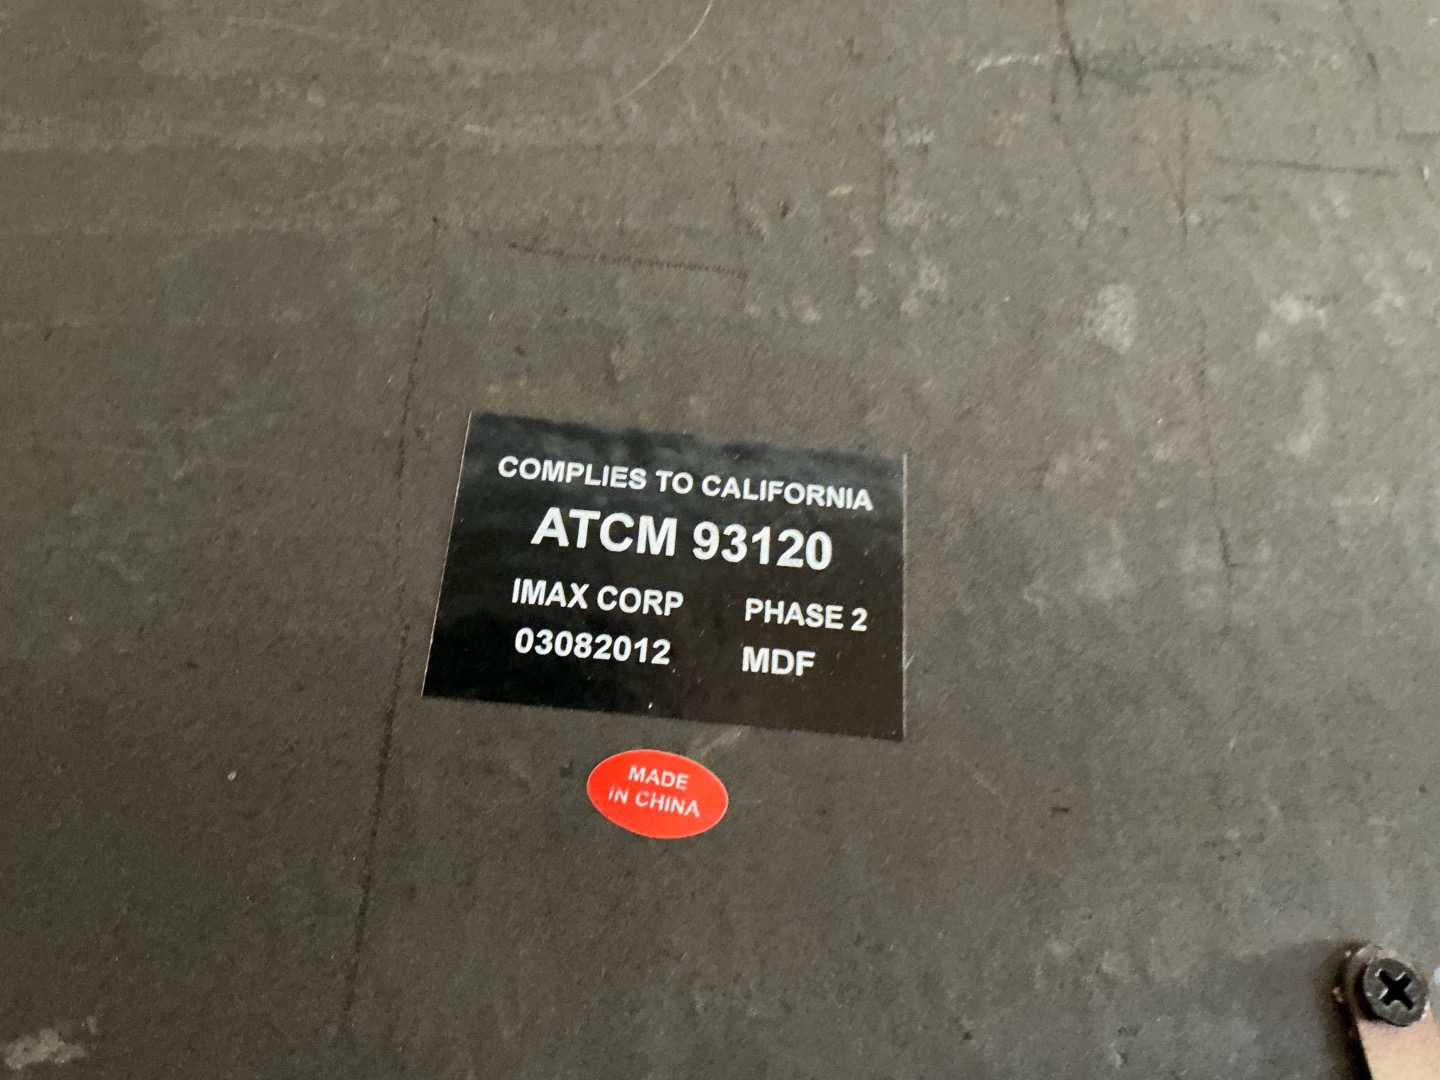 COMPLIES TO CALIFORNIA
ATCM 93120
IMAX CORP PHASE 2
03082012 MDF
MADE
IN CHINA